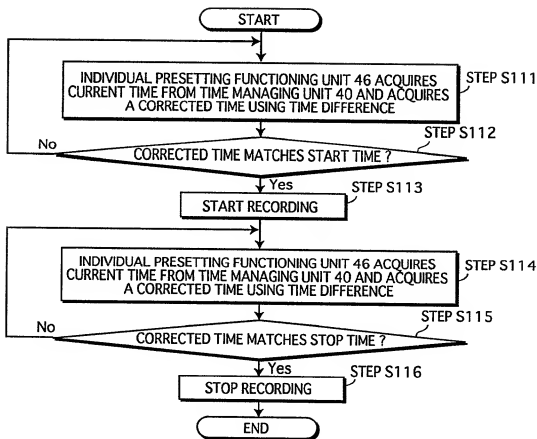 START
INDIVIDUAL PRESETTING FUNCTIONING UNIT 46 ACQUIRES
CURRENT TIME FROM TIME MANAGING UNIT 40 AND ACQUIRES
A CORRECTED TIME USING TIME DIFFERENCE
STEP S111
STEP S112
No
CORRECTED TIME MATCHES START TIME ?
Yes
STEP S113
START RECORDING
INDIVIDUAL PRESETTING FUNCTIONING UNIT 46 ACQUIRES
CURRENT TIME FROM TIME MANAGING UNIT 40 AND ACQUIRES
A CORRECTED TIME USING TIME DIFFERENCE
STEP S114
STEP S115
No
CORRECTED TIME MATCHES STOP TIME ?
Yes
STEP S116
STOP RECORDING
END